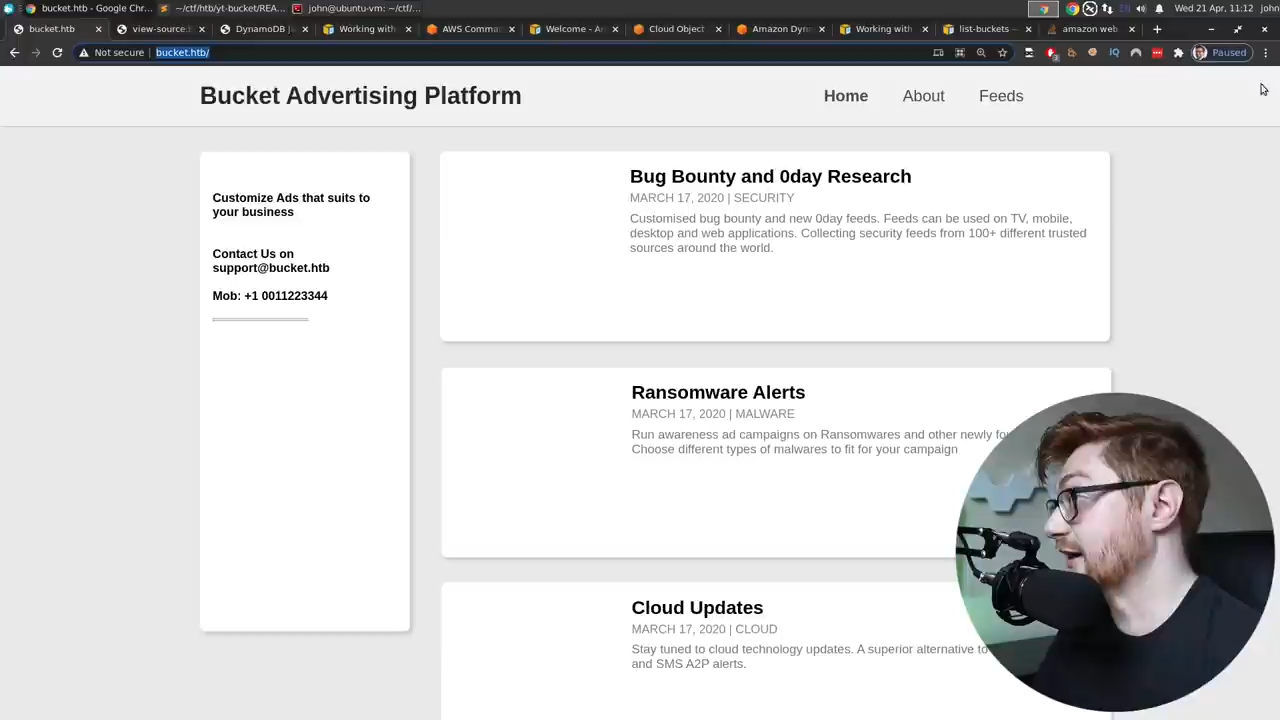 bucket.htb - Google Chr...
~/ctf/htb/yt-bucket/REA...
john@ubuntu-vm: ~/ctf/...
EN
Wed 21 Apr, 11:12
john
bucket.htb
view-source:b
DynamoDB J
Working with
AWS Comma
Welcome - Am
Cloud Object
Amazon Dyn
Working with
list-buckets —
amazon web
Not secure
bucket.htb/
Paused
Bucket Advertising Platform
Home
About
Feeds
Customize Ads that suits to
your business
Contact Us on
support@bucket.htb
Mob: +1 0011223344
Bug Bounty and 0day Research
MARCH 17, 2020 | SECURITY
Customised bug bounty and new 0day feeds. Feeds can be used on TV, mobile,
desktop and web applications. Collecting security feeds from 100+ different trusted
sources around the world.
Ransomware Alerts
MARCH 17, 2020 | MALWARE
Run awareness ad campaigns on Ransomwares and other newly
Choose different types of malwares to fit for your campaign
Cloud Updates
MARCH 17, 2020 | CLOUD
Stay tuned to cloud technology updates. A superior alternative to
and SMS A2P alerts.